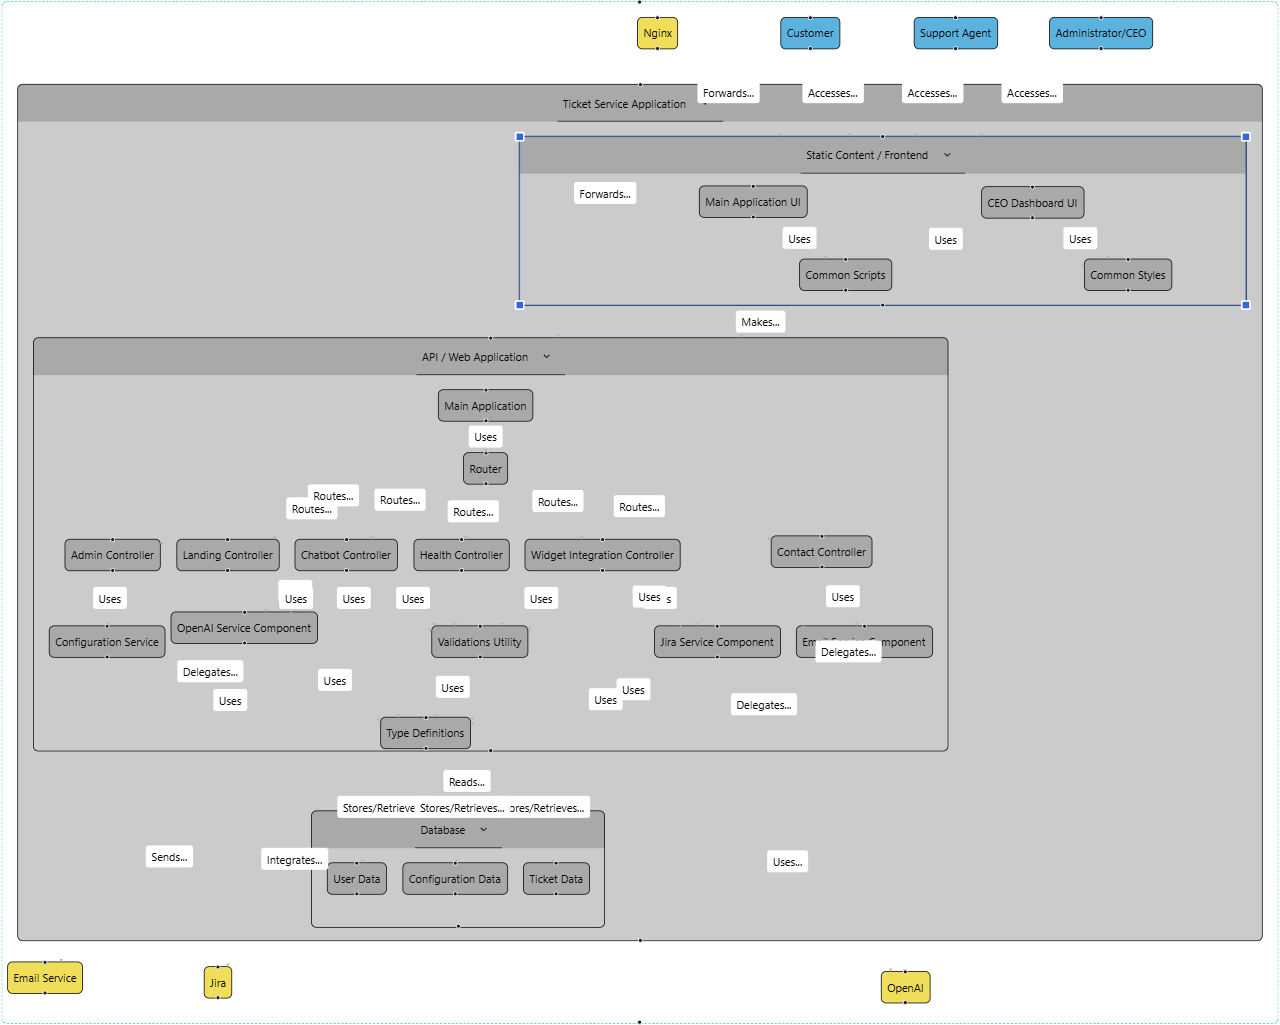 Nginx
Customer
Support Agent
Administrator/CEO
Forwards...
Accesses...
Accesses...
Accesses...
Ticket Service Application
Static Content / Frontend
Forwards...
Main Application UI
CEO Dashboard UI
Uses
Uses
Uses
Common Scripts
Common Styles
Makes...
API / Web Application
Main Application
Uses
Router
Routes...
Routes...
Routes...
Routes...
Routes...
Routes...
Admin Controller
Landing Controller
Chatbot Controller
Health Controller
Widget Integration Controller
Contact Controller
Uses
Uses
Uses
Uses
Uses
Uses
s
Uses
Configuration Service
OpenAI Service Component
Validations Utility
Jira Service Component
Email Service Component
Delegates...
Delegates...
Uses
Uses
Uses
Uses
Uses
Delegates...
Type Definitions
Reads...
Stores/Retrieve
Stores/Retrieves...
ores/Retrieves...
Database
Sends...
Integrates...
Uses...
User Data
Configuration Data
Ticket Data
Email Service
Jira
OpenAI